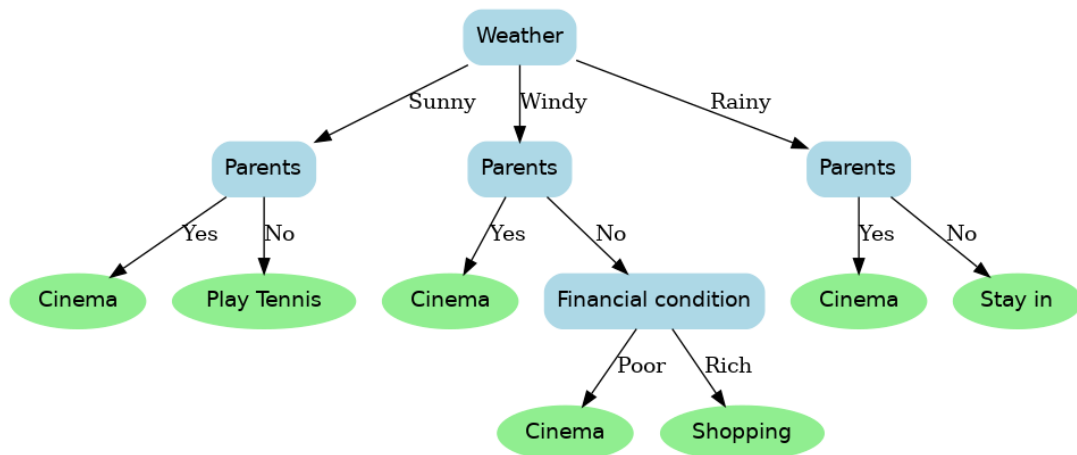 Weather
Sunny Windy Rainy
Parents Parents Parents
Yes No Yes No Yes No
Cinema Play Tennis Cinema Financial condition Cinema Stay in
Poor Rich
Cinema Shopping